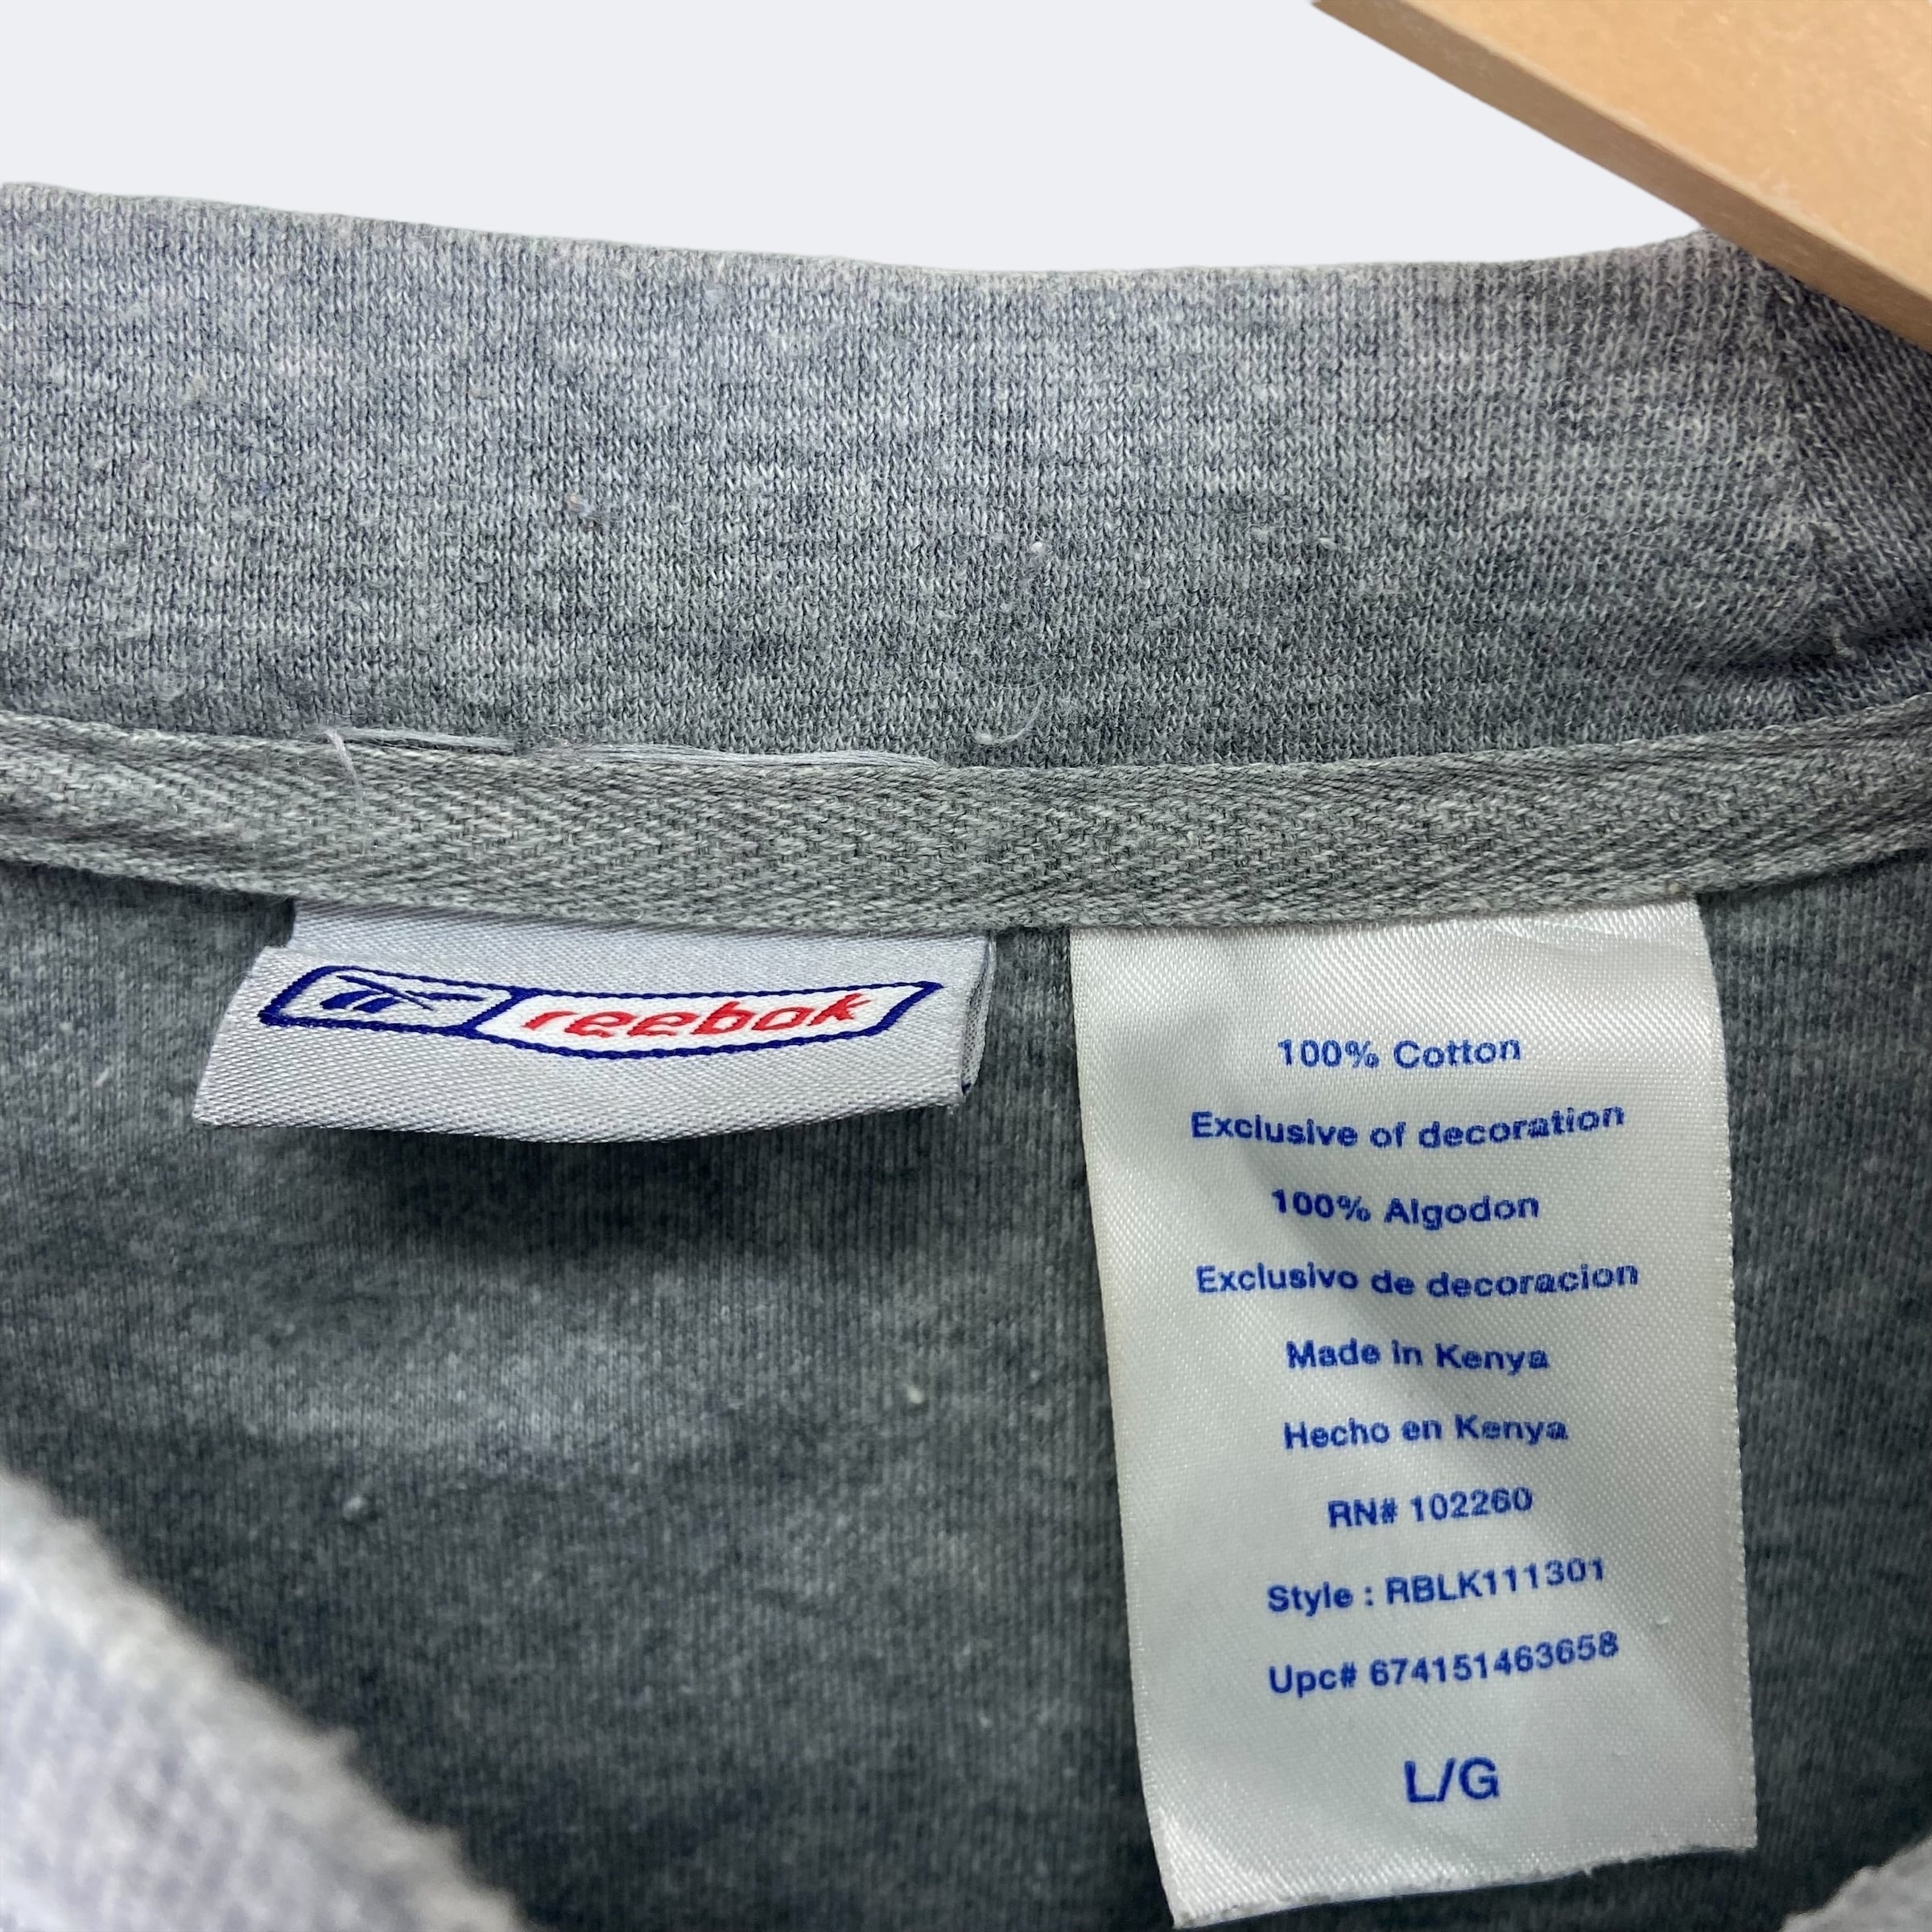 reebok
100% Cotton
Exclusive of decoration
100% Algodon
Exclusivo de decoracion
Made in Kenya
Hecho en Kenya
RN# 102260
Style : RBLK111301
Upc# 674151463658
L/G